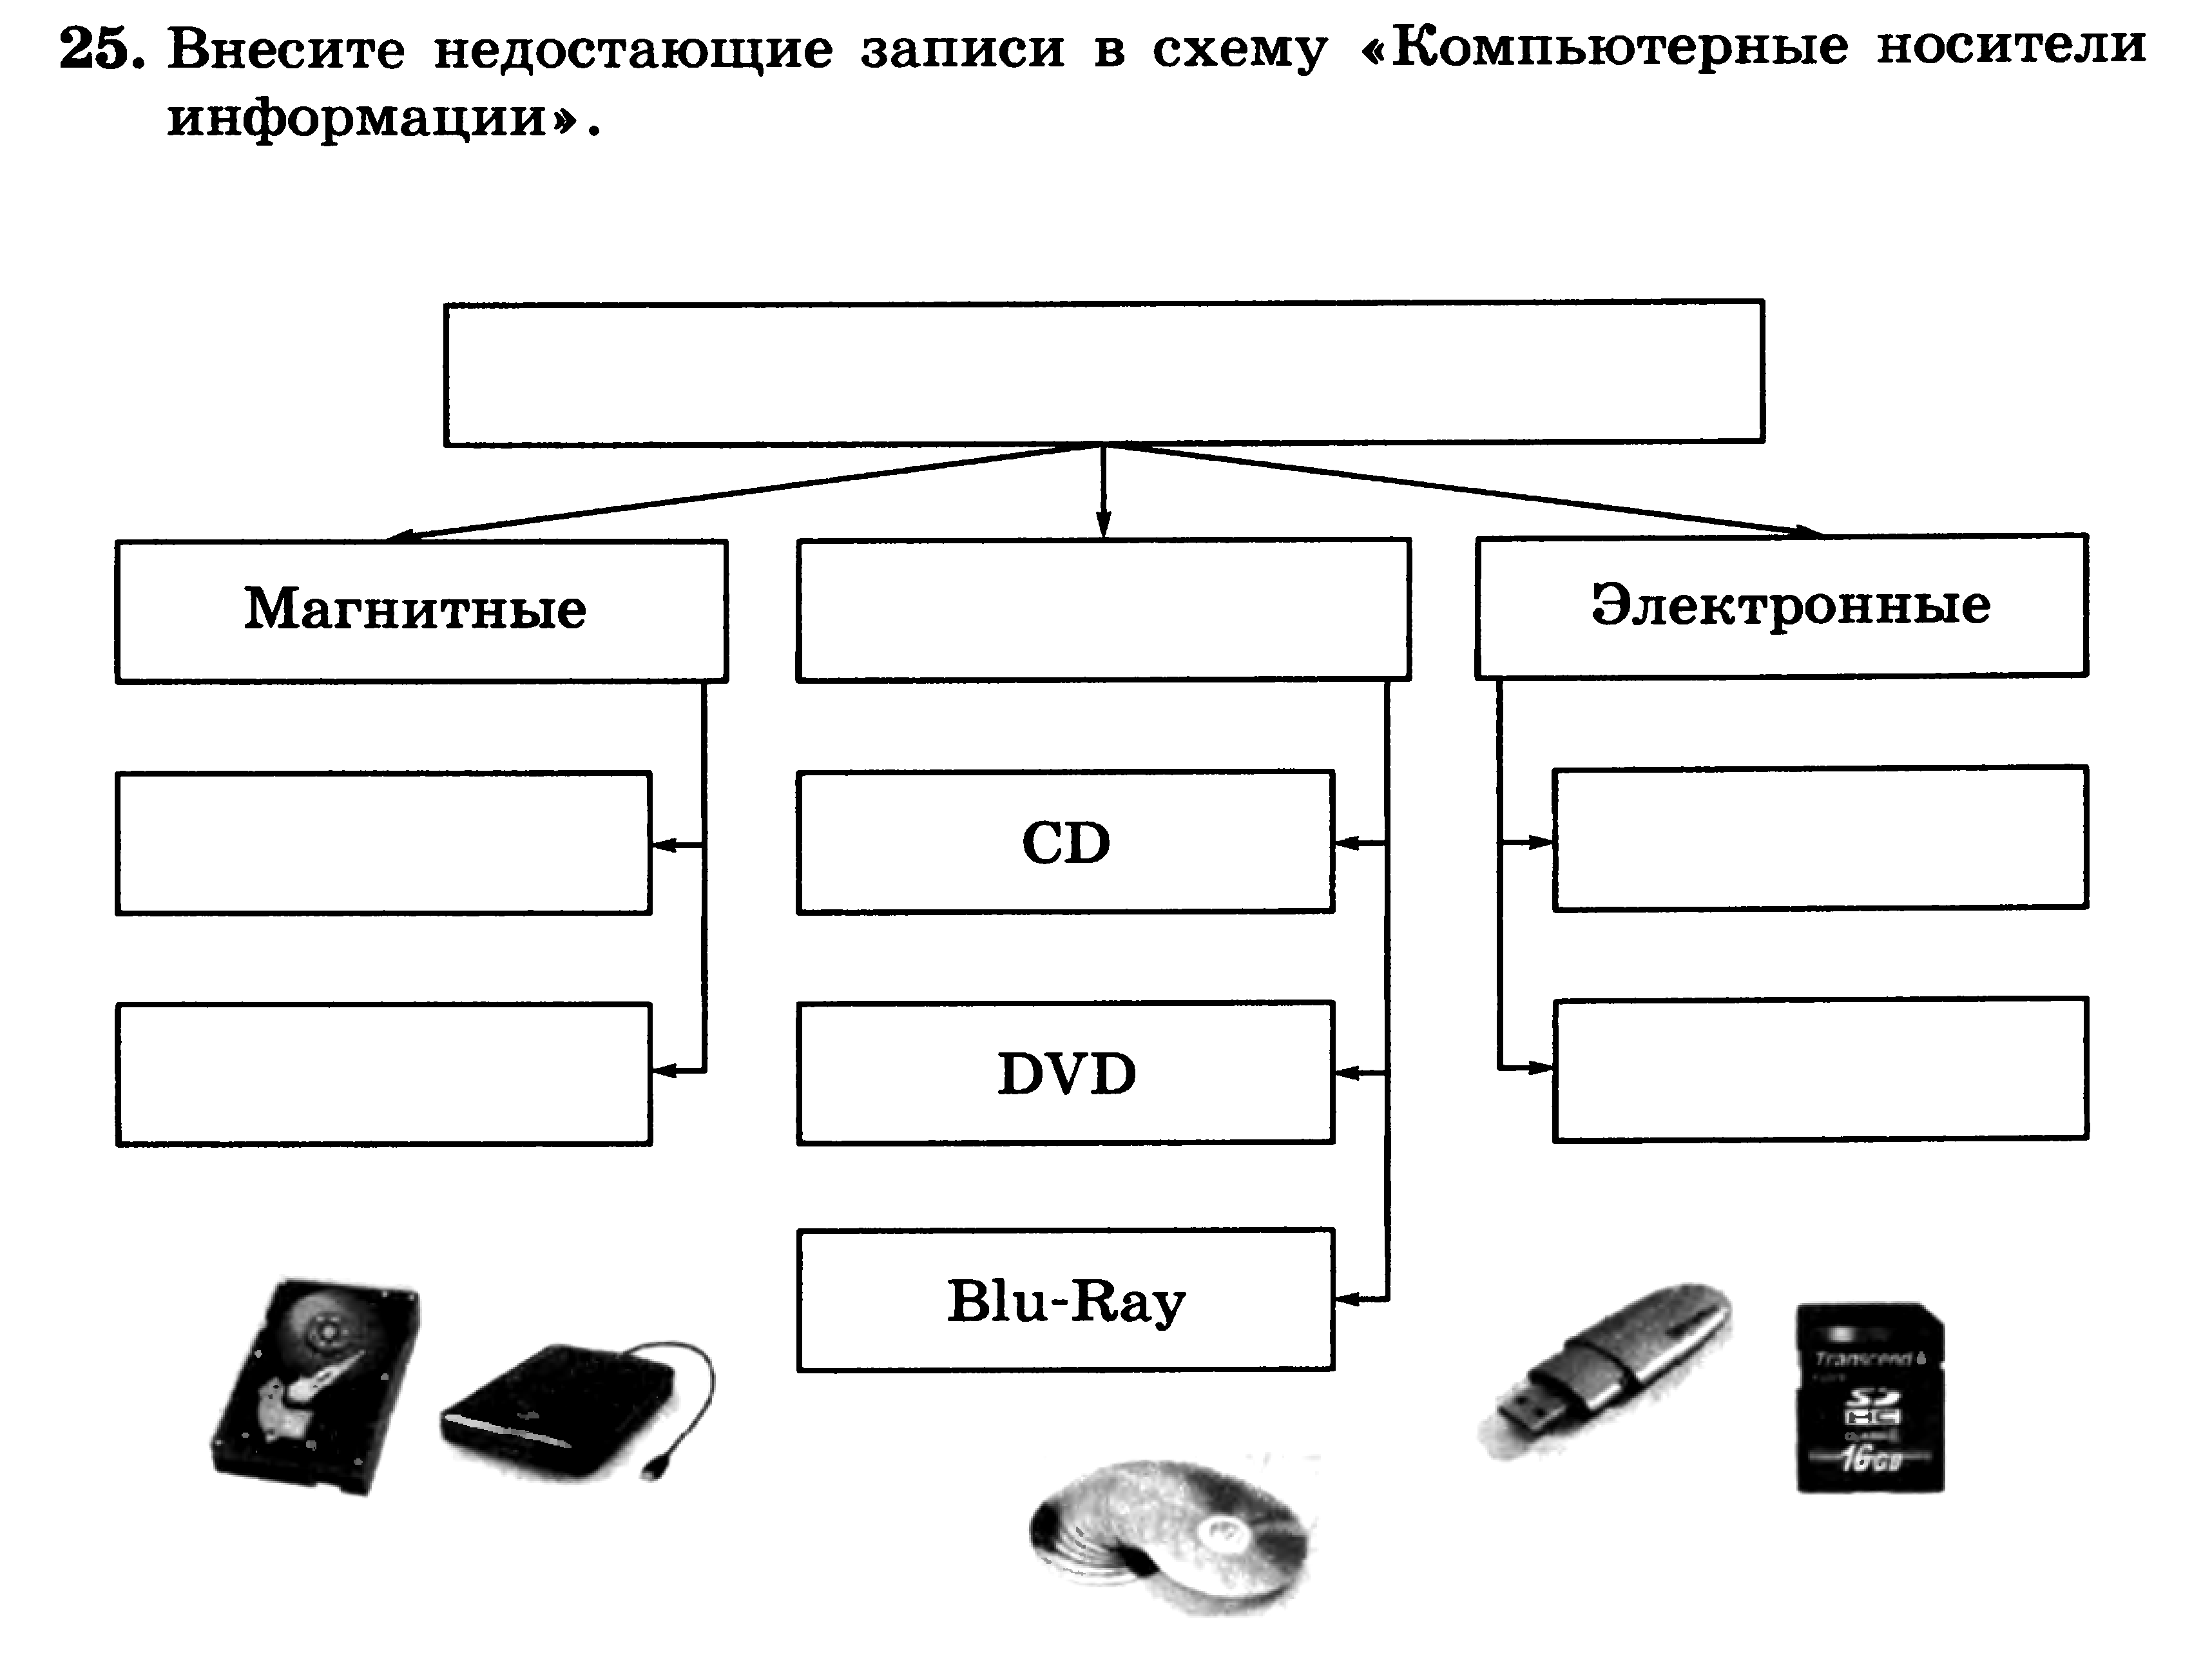 25. Внесите недостающие записи в схему «Компьютерные носители
информации».
Магнитные
Электронные
CD
DVD
Blu-Ray
Transcend
SD
HC
16GB